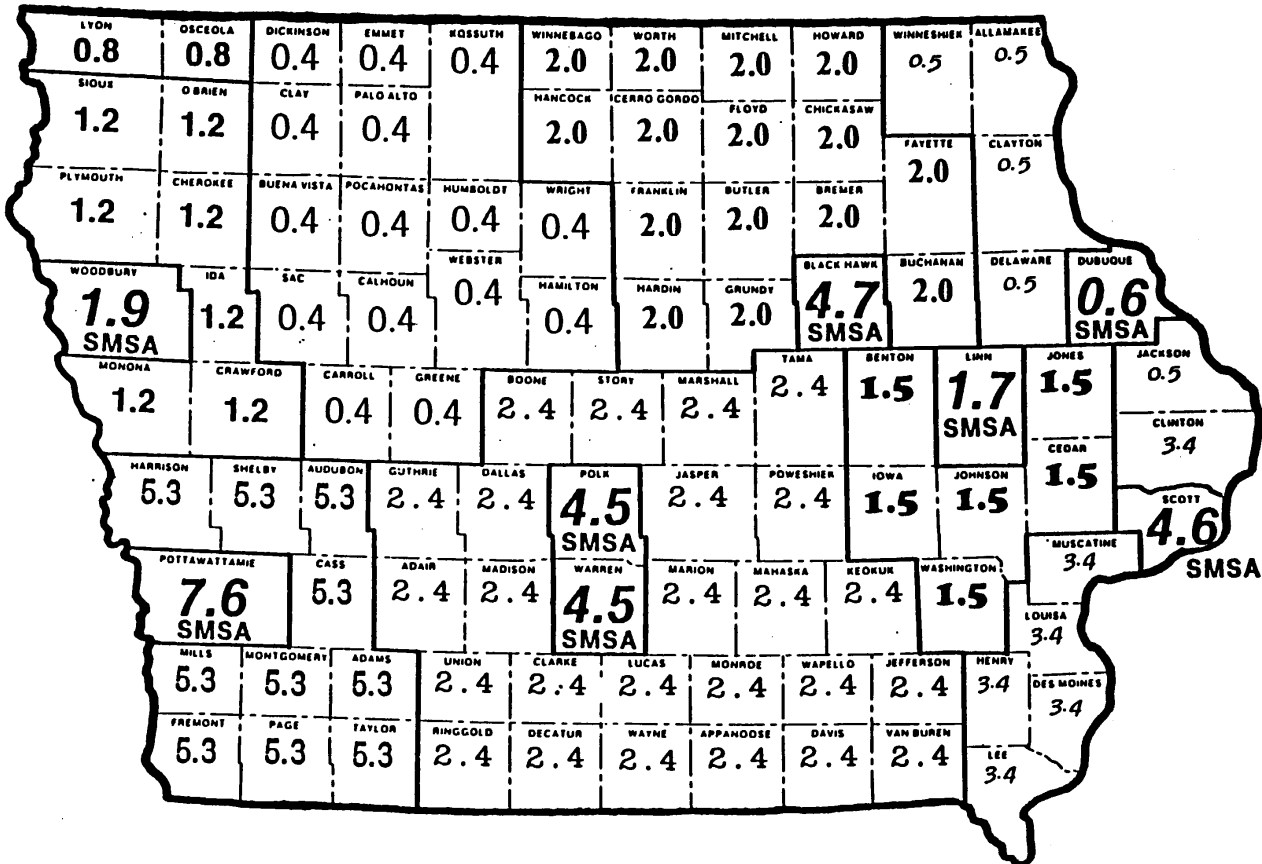 LYON OSCEOLA DICKINSON EMMET KOSSUTH WINNEBAGO WORTH MITCHELL HOWARD WINNESHIEK ALLAMAKEE
0.8 0.8 0.4 0.4 0.4 2.0 2.0 2.0 2.0 0.5 0.5
SIOUX O BRIEN CLAY PALO ALTO HANCOCK CERRO GORDO FLOYD CHICKASAW
1.2 1.2 0.4 0.4 2.0 2.0 2.0 2.0
FAYETTE CLAYTON
2.0 0.5
PLYMOUTH CHEROKEE BUENA VISTA POCAHONTAS HUMBOLDT WRIGHT FRANKLIN BUTLER BREMER
1.2 1.2 0.4 0.4 0.4 0.4 2.0 2.0 2.0
WOODBURY IDA SAC CALHOUN WEBSTER HAMILTON HARDIN GRUNDY BLACK HAWK BUCHANAN DELAWARE DUBUQUE
1.9 1.2 0.4 0.4 0.4 0.4 2.0 2.0 4.7 2.0 0.5 0.6
SMSA SMSA SMSA
MONONA CRAWFORD CARROLL GREENE BOONE STORY MARSHALL TAMA BENTON LINN JONES JACKSON
1.2 1.2 0.4 0.4 2.4 2.4 2.4 2.4 1.5 1.7 1.5 0.5
SMSA
CLINTON
3.4
CEDAR
1.5
HARRISON SHELBY AUDUBON GUTHRIE DALLAS POLK JASPER POWESHIER IOWA JOHNSON SCOTT
5.3 5.3 5.3 2.4 2.4 4.5 2.4 2.4 1.5 1.5 4.6
SMSA SMSA
POTTAWATTAMIE CASS ADAIR MADISON WARREN MARION MAHASKA KEOKUK WASHINGTON MUSCATINE
7.6 5.3 2.4 2.4 4.5 2.4 2.4 2.4 1.5 3.4
SMSA SMSA
LOUISA
3.4
MILLS MONTGOMERY ADAMS UNION CLARKE LUCAS MONROE WAPELLO JEFFERSON HENRY DES MOINES
5.3 5.3 5.3 2.4 2.4 2.4 2.4 2.4 2.4 3.4 3.4
FREMONT PAGE TAYLOR RINGGOLD DECATUR WAYNE APPANOOSE DAVIS VAN BUREN LEE
5.3 5.3 5.3 2.4 2.4 2.4 2.4 2.4 2.4 3.4